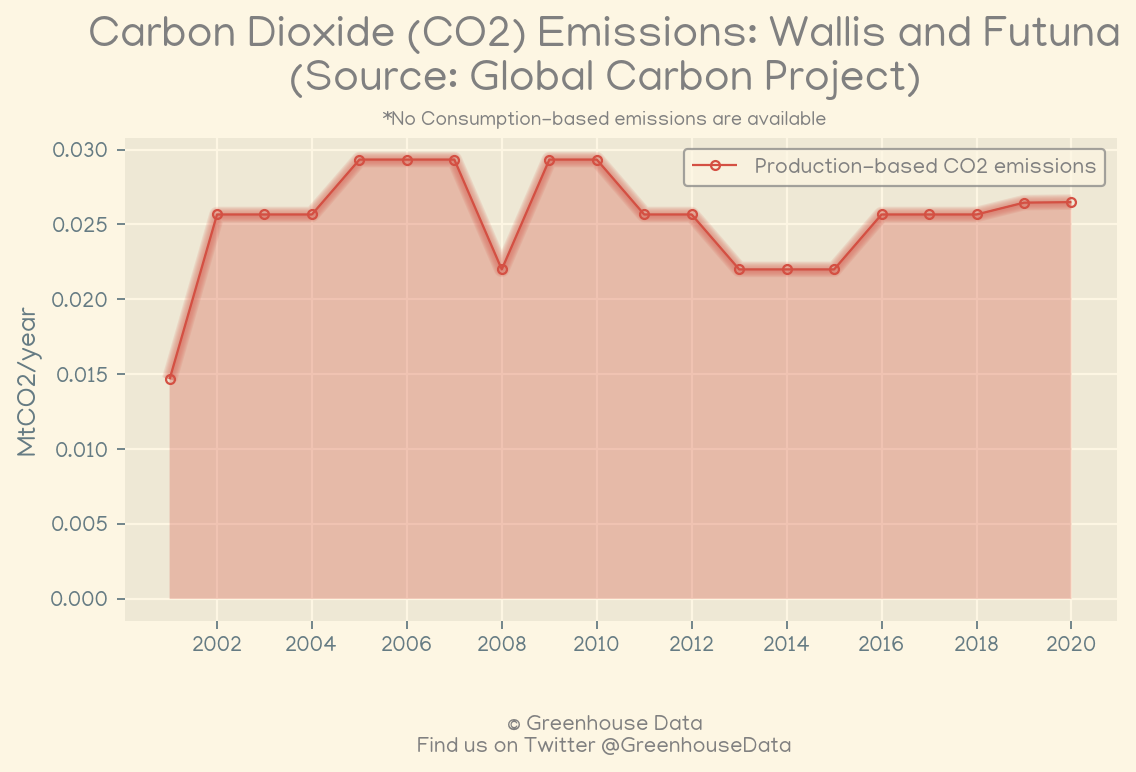 Carbon Dioxide (CO2) Emissions: Wallis and Futuna
(Source: Global Carbon Project)
*No Consumption-based emissions are available
Production-based CO2 emissions
MtCO2/year
0.030
0.025
0.020
0.015
0.010
0.005
0.000
2002 2004 2006 2008 2010 2012 2014 2016 2018 2020
© Greenhouse Data
Find us on Twitter @GreenhouseData